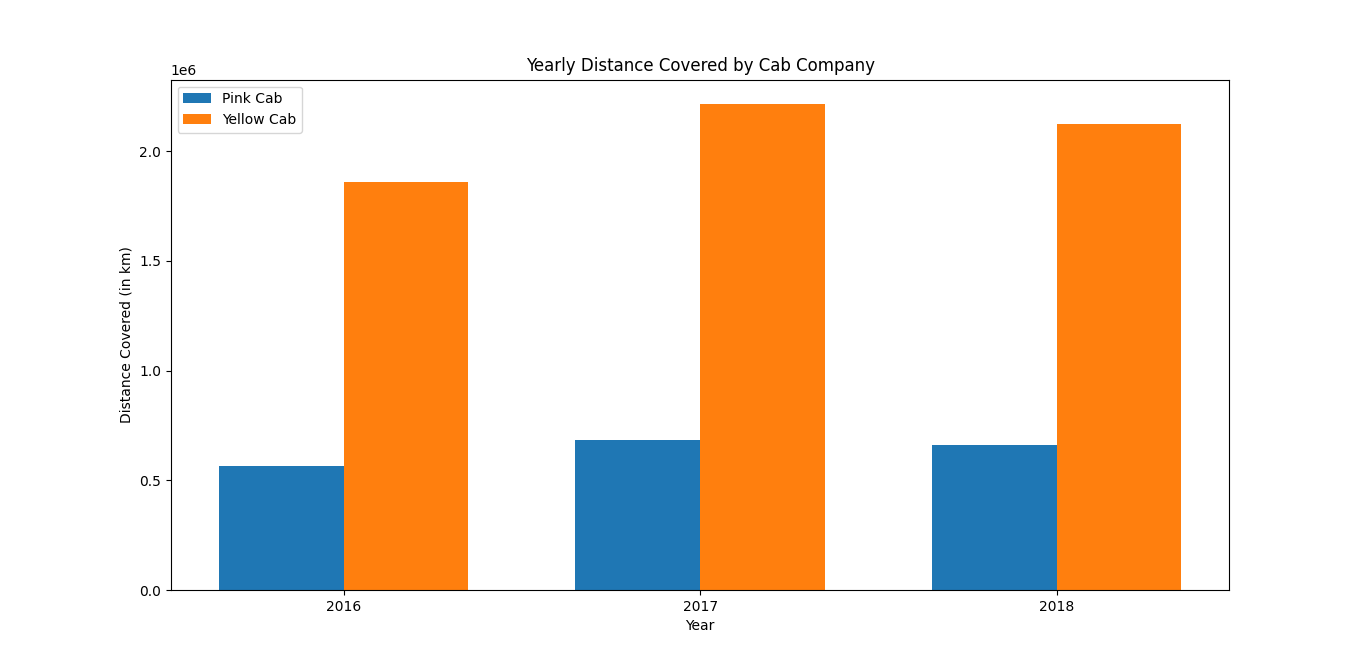 Yearly Distance Covered by Cab Company
1e6
Pink Cab
Yellow Cab
2.0
1.5
1.0
0.5
0.0
Distance Covered (in km)
2016
2017
2018
Year